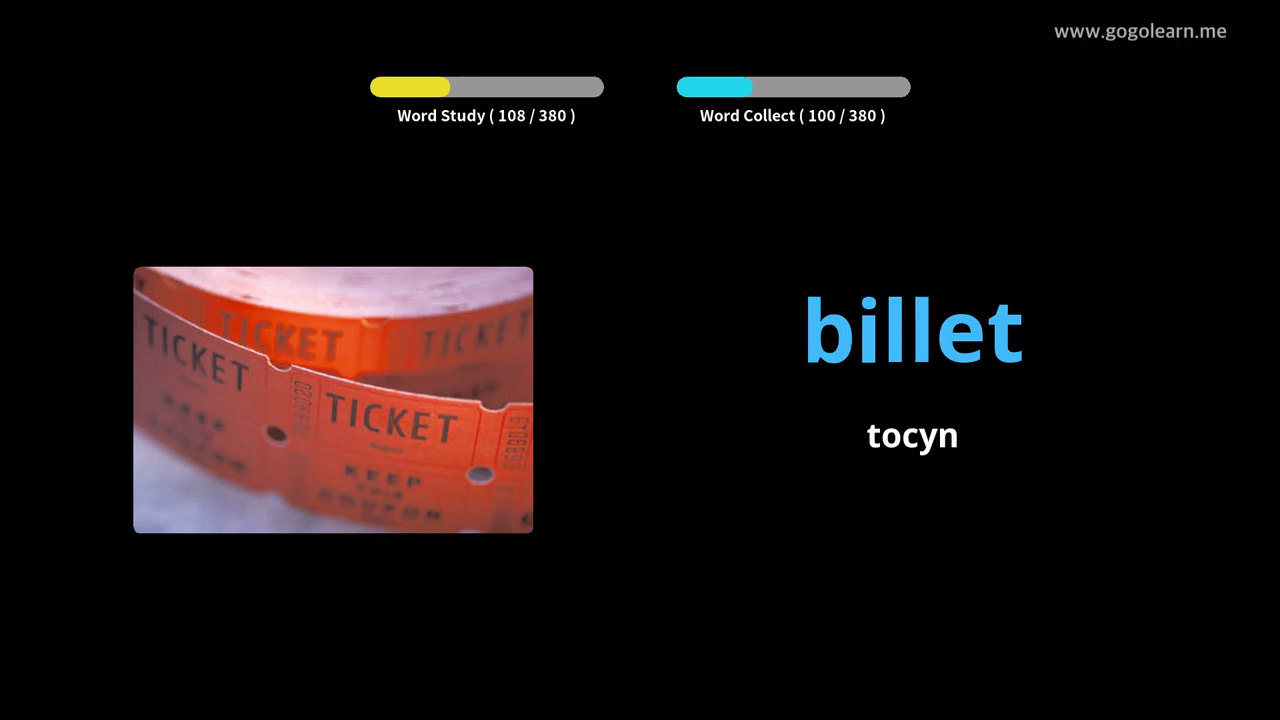 www.gogolearn.me
Word Study ( 108 / 380 )
Word Collect ( 100 / 380 )
TICKET
TICKET
TICKET
TICKET
KEEP
billet
tocyn